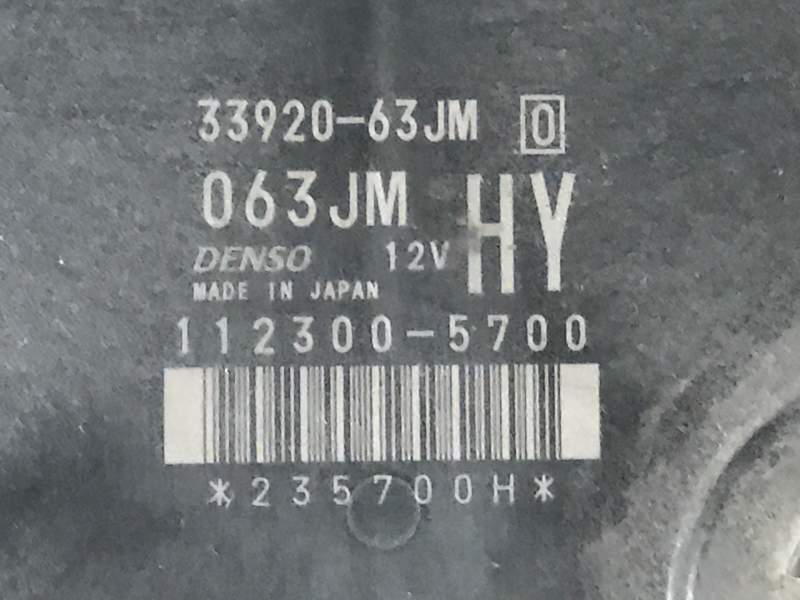 33920-63JM 0
063JM HY
DENSO 12V
MADE IN JAPAN
112300-5700
*235700H*